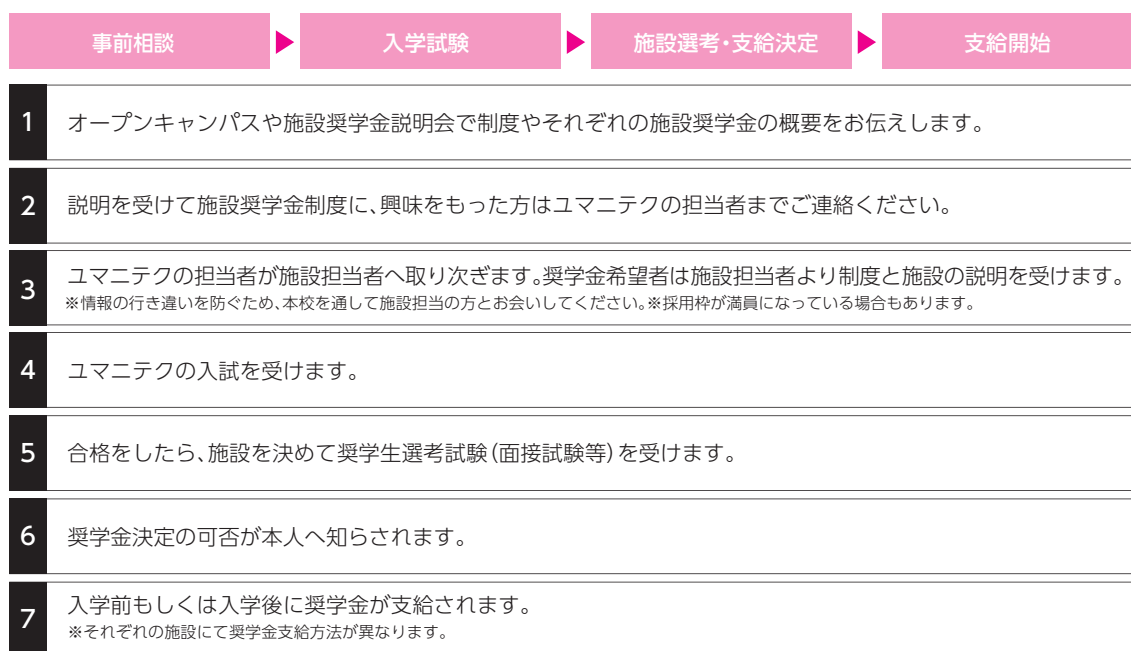 事前相談 ▶ 入学試験 ▶ 施設選考・支給決定 ▶ 支給開始
1 オープンキャンパスや施設奨学金説明会で制度やそれぞれの施設奨学金の概要をお伝えします。
2 説明を受けて施設奨学金制度に、興味をもった方はユマニテクの担当者までご連絡ください。
3 ユマニテクの担当者が施設担当者へ取り次ぎます。奨学金希望者は施設担当者より制度と施設の説明を受けます。
※情報の行き違いを防ぐため、本校を通して施設担当の方とお会いしてください。※採用枠が満員になっている場合もあります。
4 ユマニテクの入試を受けます。
5 合格をしたら、施設を決めて奨学生選考試験(面接試験等)を受けます。
6 奨学金決定の可否が本人へ知らされます。
7 入学前もしくは入学後に奨学金が支給されます。
※それぞれの施設にて奨学金支給方法が異なります。